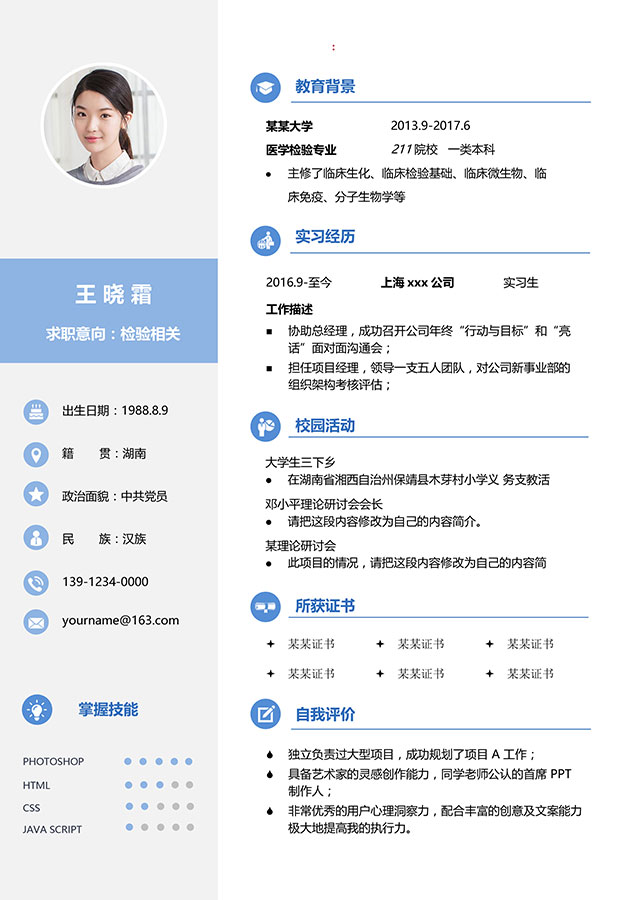 王晓霜
求职意向：检验相关
出生日期：1988.8.9
籍 贯：湖南
政治面貌：中共党员
民 族：汉族
139-1234-0000
yourname@163.com
掌握技能
PHOTOSHOP
HTML
CSS
JAVA SCRIPT
:
教育背景
某某大学 2013.9-2017.6
医学检验专业 211院校 一类本科
● 主修了临床生化、临床检验基础、临床微生物、临
床免疫、分子生物学等
实习经历
2016.9-至今 上海 xxx 公司 实习生
工作描述
■ 协助总经理，成功召开公司年终“行动与目标”和“亮
话”面对面沟通会；
■ 担任项目经理，领导一支五人团队，对公司新事业部的
组织架构考核评估；
校园活动
大学生三下乡
● 在湖南省湘西自治州保靖县木芽村小学义 务支教活
邓小平理论研讨会会长
● 请把这段内容修改为自己的内容简介。
某理论研讨会
● 此项目的情况，请把这段内容修改为自己的内容简
所获证书
某某证书 某某证书 某某证书
某某证书 某某证书 某某证书
自我评价
独立负责过大型项目，成功规划了项目 A 工作；
具备艺术家的灵感创作能力，同学老师公认的首席 PPT
制作人；
非常优秀的用户心理洞察力，配合丰富的创意及文案能力
极大地提高我的执行力。